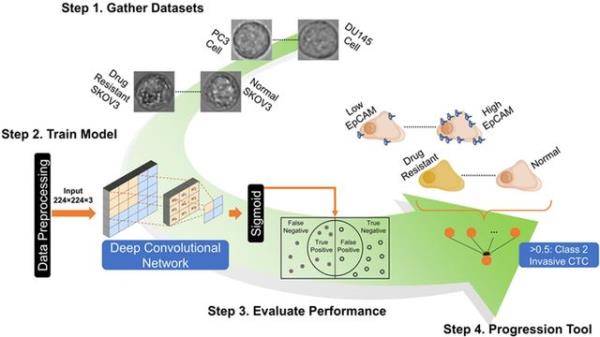 Step 1. Gather Datasets
PC3
Cell
DU145
Cell
Drug
Resistant
SKOV3
Normal
SKOV3
Step 2. Train Model
Data Preprocessing
Input
224×224×3
Deep Convolutional
Network
Sigmoid
False
Negative
True
Positive
False
Positive
True
Negative
Step 3. Evaluate Performance
Low
EpCAM
High
EpCAM
Drug
Resistant
Normal
...
>0.5: Class 2
Invasive CTC
Step 4. Progression Tool